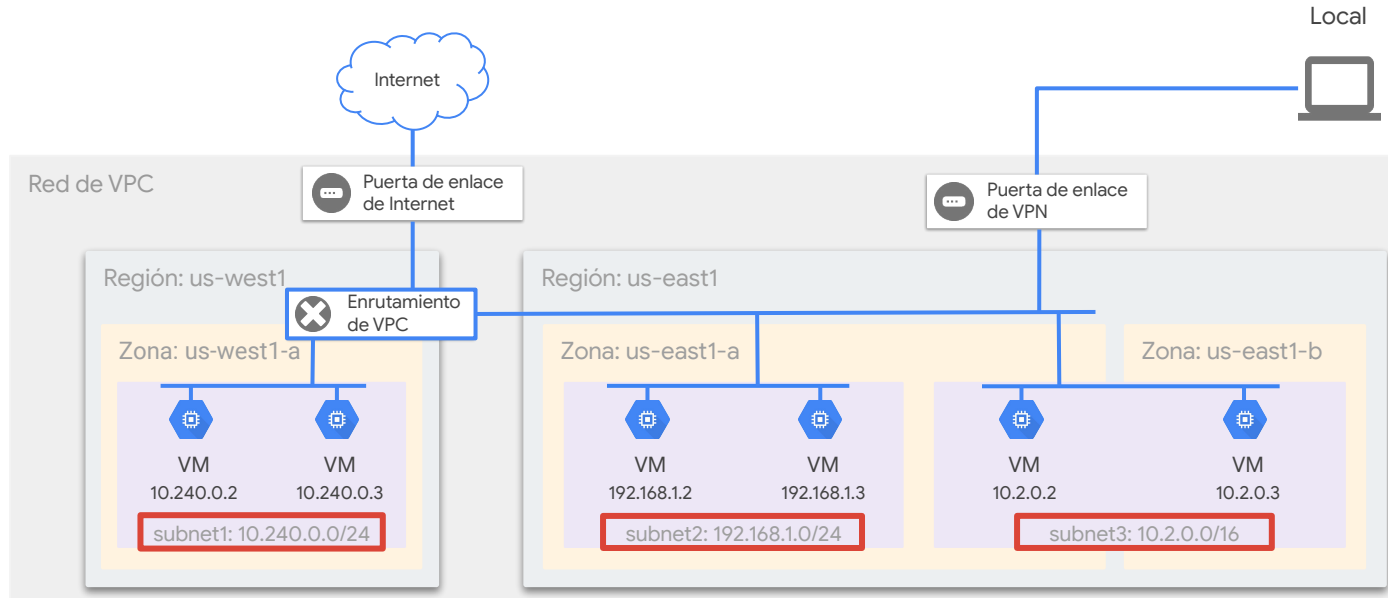 Local
Internet
Red de VPC
Puerta de enlace
de Internet
Puerta de enlace
de VPN
Región: us-west1
Región: us-east1
Enrutamiento
de VPC
Zona: us-west1-a
Zona: us-east1-a
Zona: us-east1-b
VM
10.240.0.2
VM
10.240.0.3
VM
192.168.1.2
VM
192.168.1.3
VM
10.2.0.2
VM
10.2.0.3
subnet1: 10.240.0.0/24
subnet2: 192.168.1.0/24
subnet3: 10.2.0.0/16